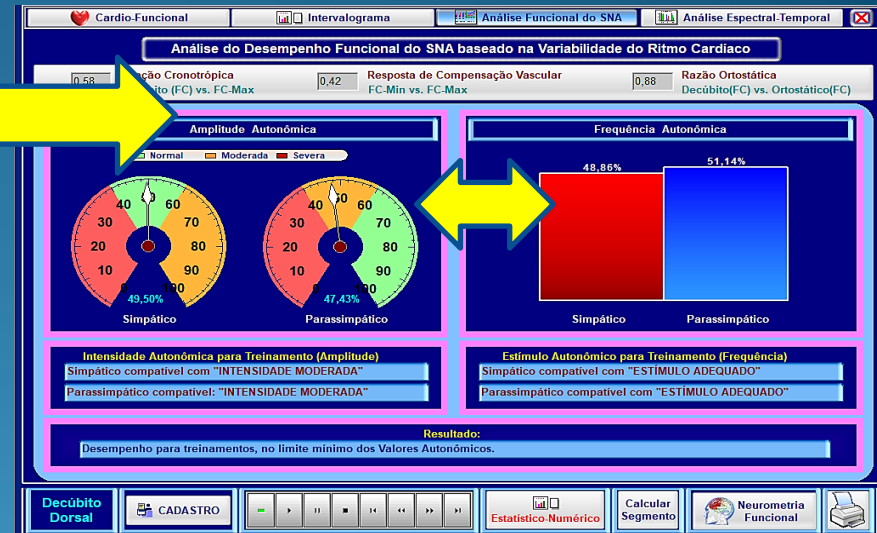 Cardio-Funcional
Intervalograma
Análise Funcional do SNA
Análise Espectral-Temporal
Análise do Desempenho Funcional do SNA baseado na Variabilidade do Ritmo Cardíaco
0,58
Cronotrópica
(FC) vs. FC-Max
0,42
Resposta de Compensação Vascular
FC-Min vs. FC-Max
0,88
Razão Ortostática
Decúbito(FC) vs. Ortostático(FC)
Amplitude Autonômica
Normal Moderada Severa
0 10 20 30 40 50 60 70 80 90 100
49,50%
Simpático
0 10 20 30 40 50 60 70 80 90 100
47,43%
Parassimpático
Frequência Autonômica
48,86%
51,14%
Simpático
Parassimpático
Intensidade Autonômica para Treinamento (Amplitude)
Simpático compatível com "INTENSIDADE MODERADA"
Parassimpático compatível: "INTENSIDADE MODERADA"
Estímulo Autonômico para Treinamento (Frequência)
Simpático compatível com "ESTÍMULO ADEQUADO"
Parassimpático compatível com "ESTÍMULO ADEQUADO"
Resultado:
Desempenho para treinamentos, no limite mínimo dos Valores Autonômicos.
Decúbito
Dorsal
CADASTRO
Estatístico-Numérico
Calcular
Segmento
Neurometria
Funcional